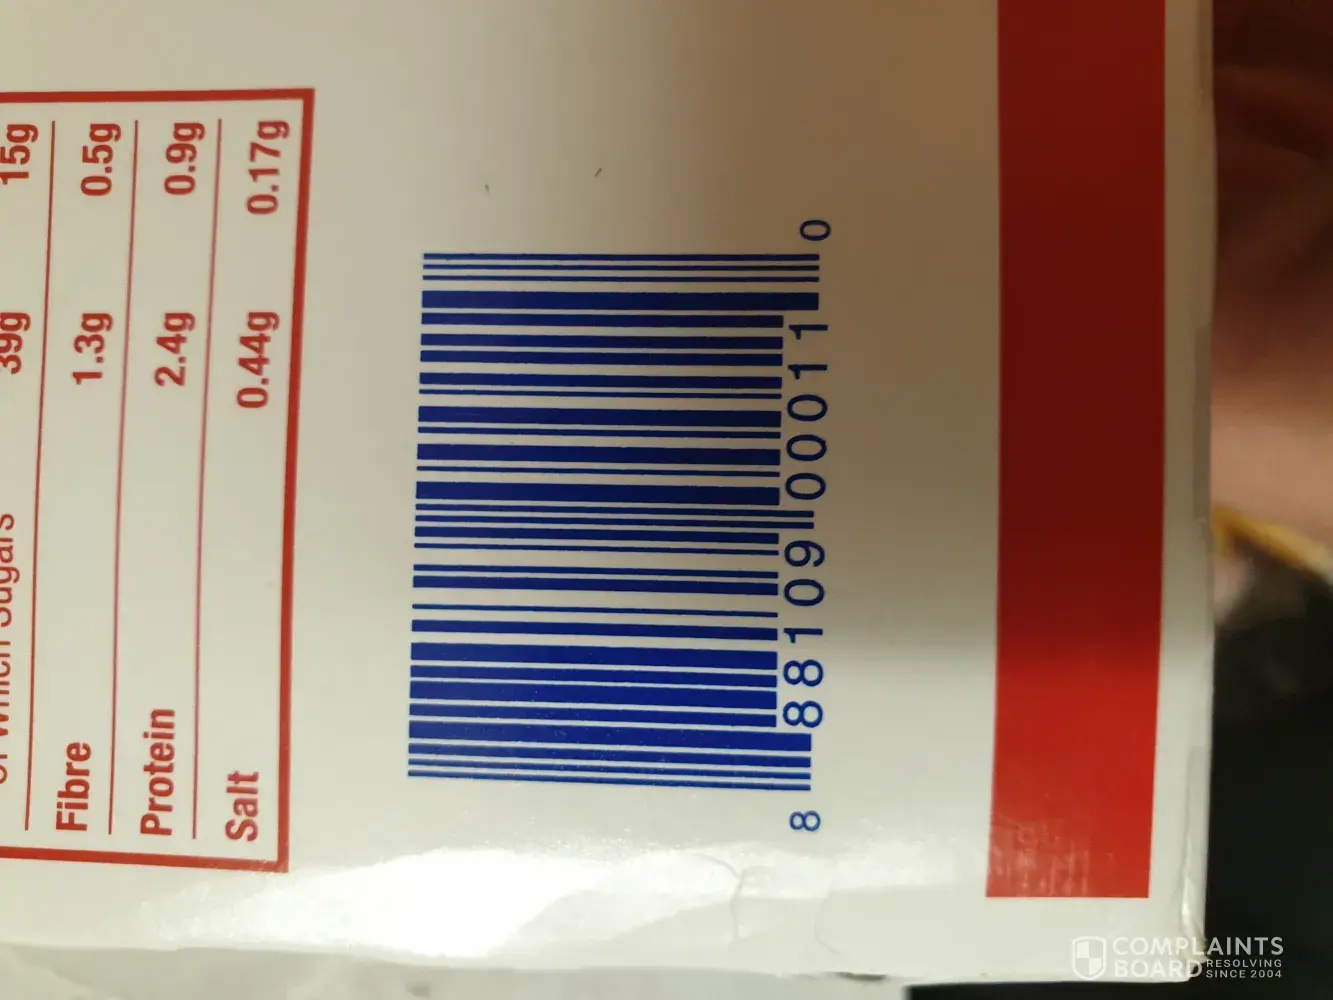 of Which Sugars 39g 15g
Fibre 1.3g 0.5g
Protein 2.4g 0.9g
Salt 0.44g 0.17g
8 88109 00011 0
COMPLAINTS
BOARD
RESOLVING
SINCE 2004